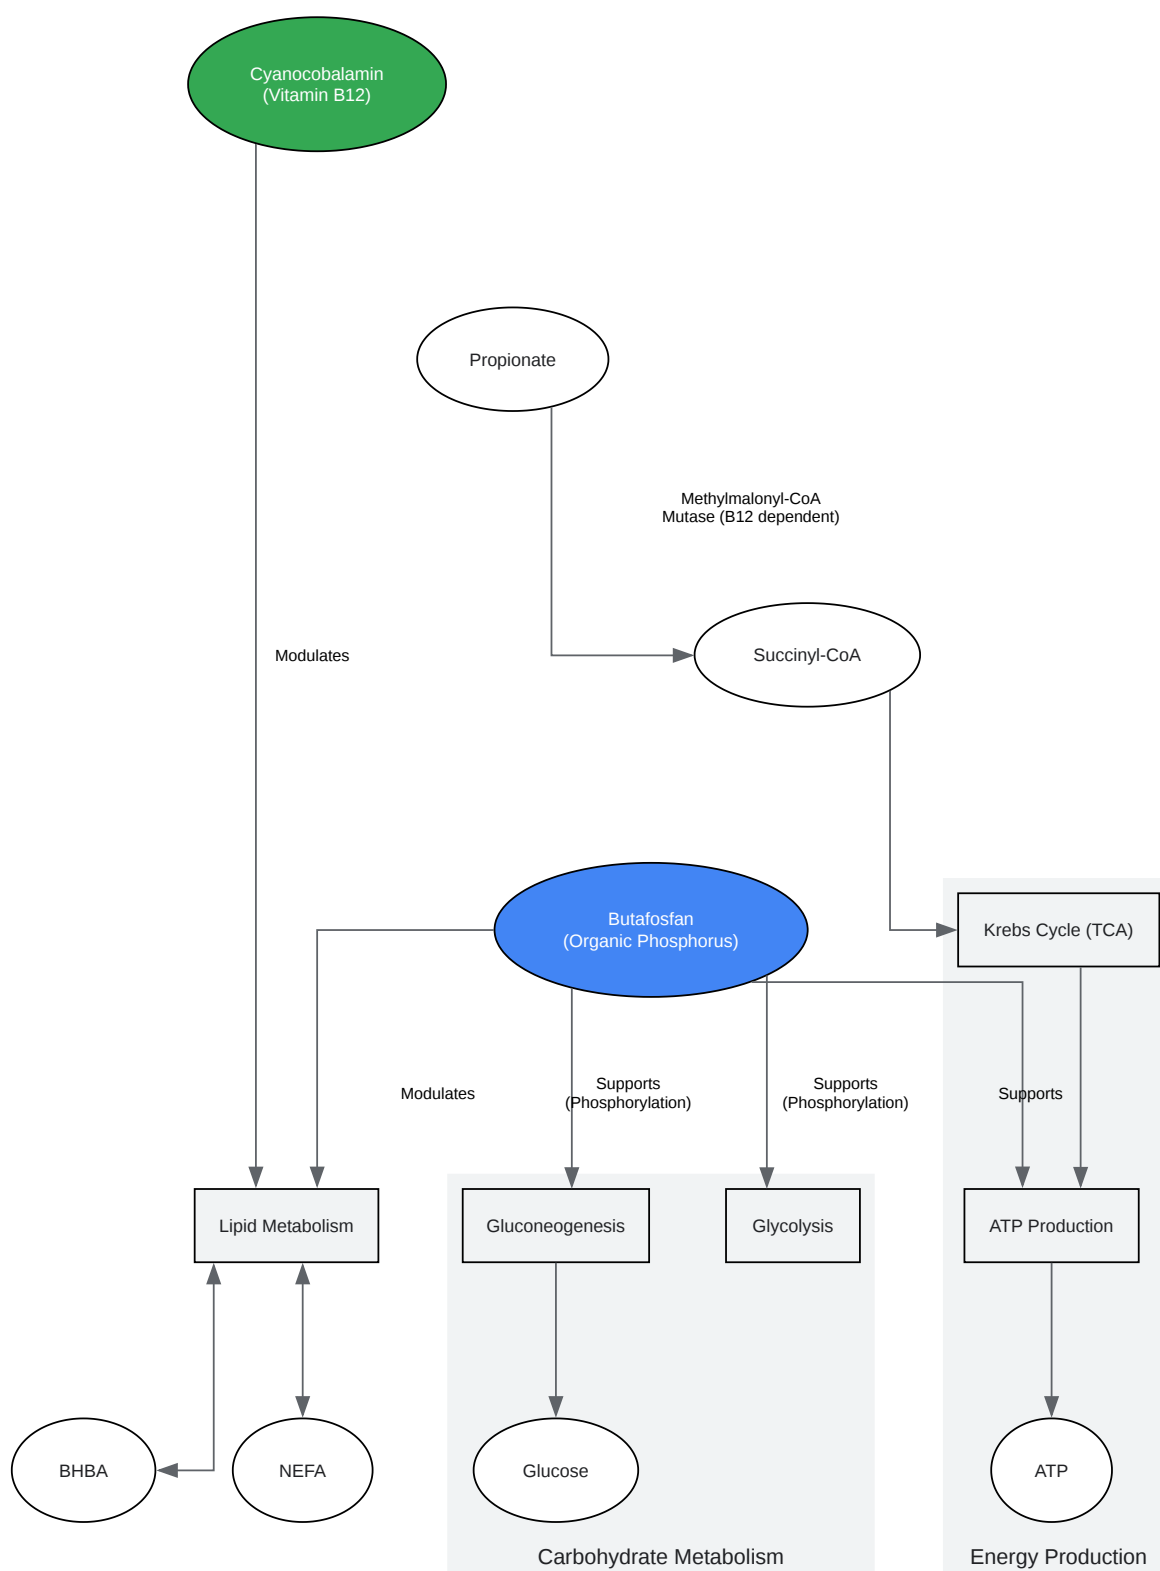 Cyanocobalamin
(Vitamin B12)
Propionate
Methylmalonyl-CoA
Mutase (B12 dependent)
Modulates
Succinyl-CoA
Butafosfan
(Organic Phosphorus)
Krebs Cycle (TCA)
Modulates
Supports
(Phosphorylation)
Supports
(Phosphorylation)
Supports
Lipid Metabolism
Gluconeogenesis
Glycolysis
ATP Production
BHBA
NEFA
Glucose
ATP
Carbohydrate Metabolism
Energy Production